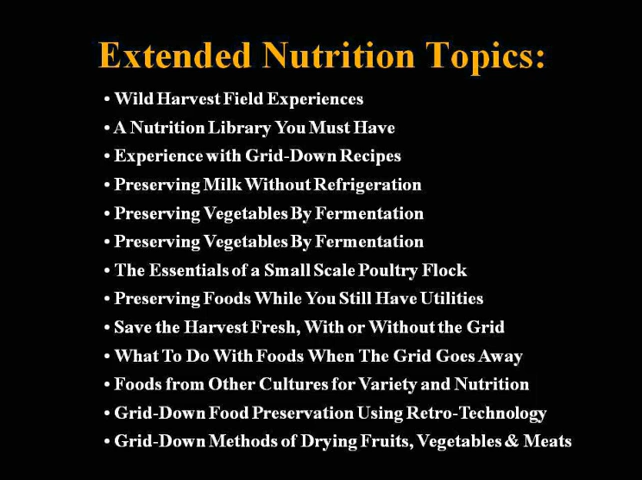 Extended Nutrition Topics:
• Wild Harvest Field Experiences
• A Nutrition Library You Must Have
• Experience with Grid-Down Recipes
• Preserving Milk Without Refrigeration
• Preserving Vegetables By Fermentation
• Preserving Vegetables By Fermentation
• The Essentials of a Small Scale Poultry Flock
• Preserving Foods While You Still Have Utilities
• Save the Harvest Fresh, With or Without the Grid
• What To Do With Foods When The Grid Goes Away
• Foods from Other Cultures for Variety and Nutrition
• Grid-Down Food Preservation Using Retro-Technology
• Grid-Down Methods of Drying Fruits, Vegetables & Meats